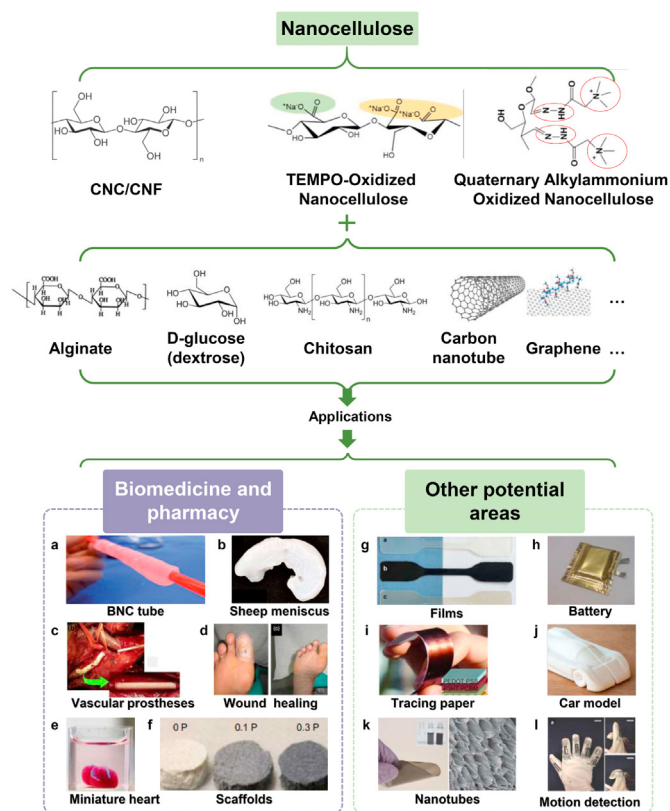 Nanocellulose
CNC/CNF
TEMPO-Oxidized
Nanocellulose
Quaternary Alkylammonium
Oxidized Nanocellulose
+
Alginate
D-glucose
(dextrose)
Chitosan
Carbon
nanotube
Graphene
...
Applications
Biomedicine and
pharmacy
Other potential
areas
a
BNC tube
b
Sheep meniscus
c
Vascular prostheses
d
Wound healing
e
Miniature heart
f
0 P 0.1 P 0.3 P
Scaffolds
g
a
b
c
Films
h
Battery
i
PEDOT:PSS
Tracing paper
j
Car model
k
Nanotubes
l
Motion detection